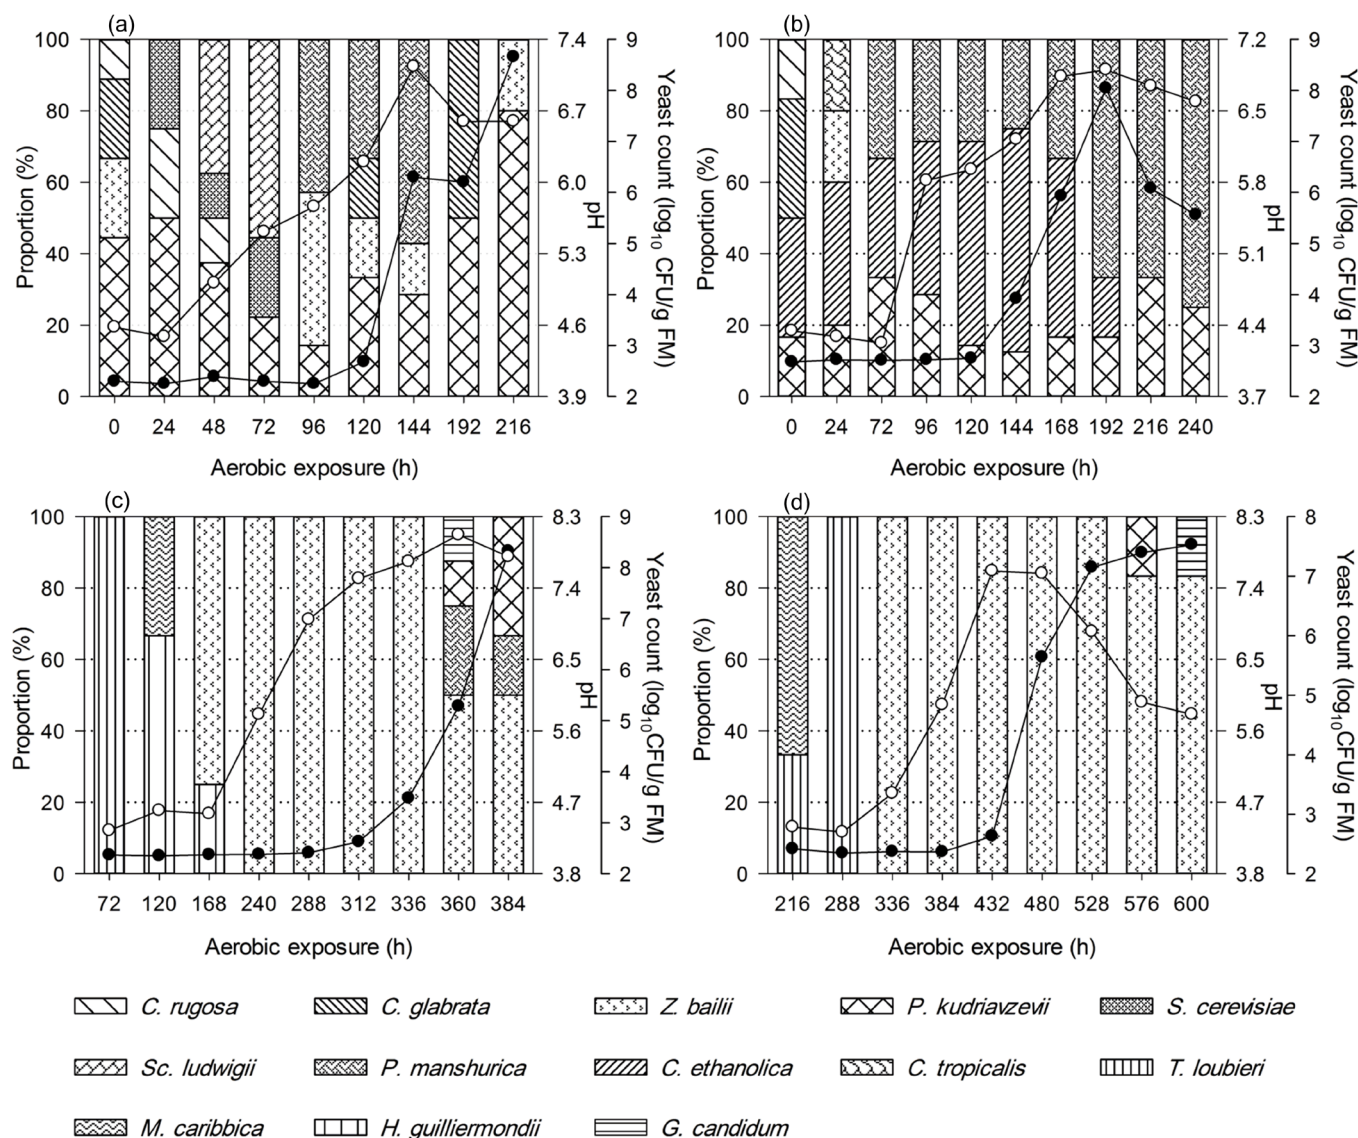 (a)
(b)
100 7.4 9
100 7.2 9
8
8
80 6.7
80 6.5
7
7
60 6.0
60 5.8
6
6
Proportion (%)
pH
Yeast count (log10 CFU/g FM)
Proportion (%)
pH
Yeast count (log10 CFU/g FM)
5
5
40 5.3
40 5.1
4
4
20 4.6
20 4.4
3
3
0 3.9 2
0 3.7 2
0 24 48 72 96 120 144 192 216
0 24 72 96 120 144 168 192 216 240
Aerobic exposure (h)
Aerobic exposure (h)
(c)
(d)
100 8.3 9
100 8.3 8
8
80 7.4
80 7.4
7
7
60 6.5
60 6.5
6
6
Proportion (%)
pH
Yeast count (log10CFU/g FM)
Proportion (%)
pH
Yeast count (log10CFU/g FM)
5
5
40 5.6
40 5.6
4
4
20 4.7
20 4.7
3
3
0 3.8 2
0 3.8 2
72 120 168 240 288 312 336 360 384
216 288 336 384 432 480 528 576 600
Aerobic exposure (h)
Aerobic exposure (h)
C. rugosa C. glabrata Z. bailii P. kudriavzevii S. cerevisiae
Sc. ludwigii P. manshurica C. ethanolica C. tropicalis T. loubieri
M. caribbica H. guilliermondii G. candidum